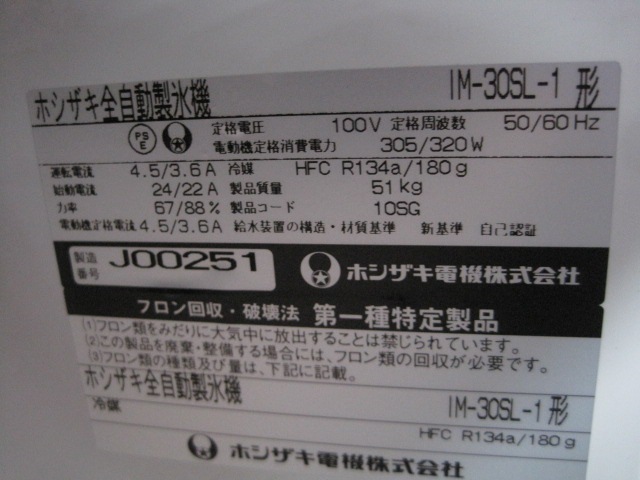 ホシザキ全自動製氷機 IM-30SL-1 形
PS E 定格電圧 100V 定格周波数 50/60 Hz
電動機定格消費電力 305/320 W
運転電流 4.5/3.6 A 冷媒 HFC R134a/180 g
始動電流 24/22 A 製品質量 51 kg
力率 67/88 % 製品コード 10SG
電動機定格電流 4.5/3.6 A 給水装置の構造・材質基準 新基準 自己認証
製造番号 J00251 ホシザキ電機株式会社
フロン回収・破壊法 第一種特定製品
(1)フロン類をみだりに大気中に放出することは禁じられています。
(2)この製品を廃棄・整備する場合には、フロン類の回収が必要です。
(3)フロン類の種類及び量は、下記に記載。
ホシザキ全自動製氷機 IM-30SL-1 形
冷媒 HFC R134a/180 g
ホシザキ電機株式会社